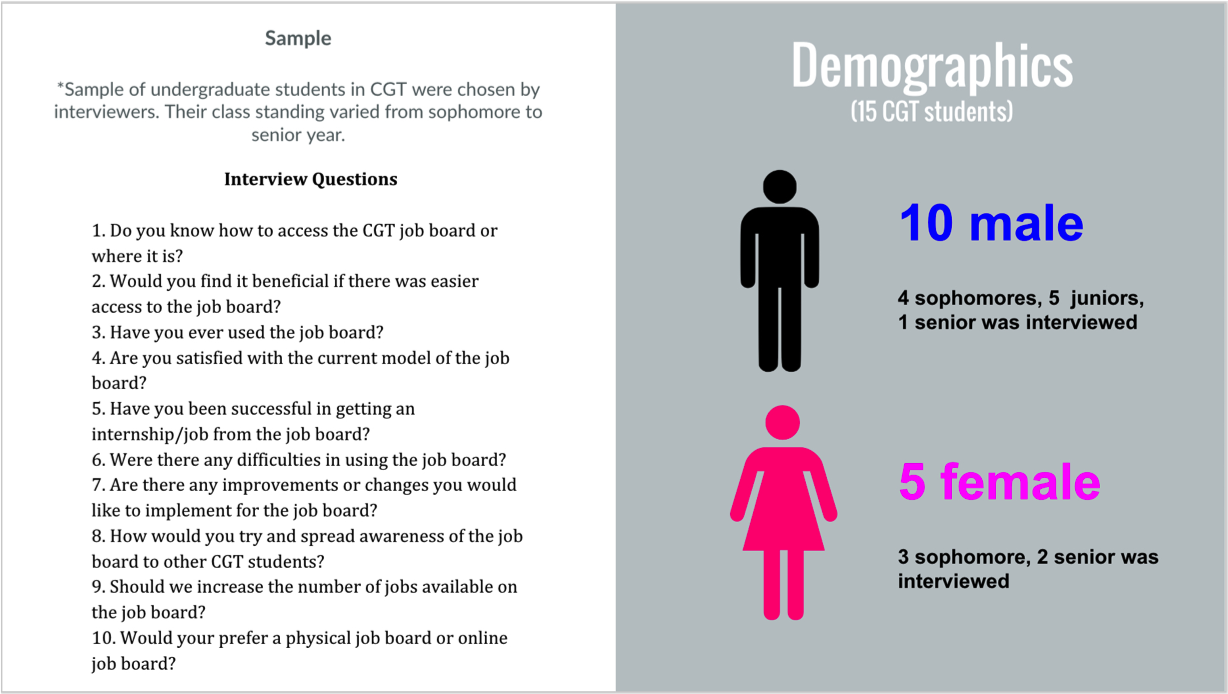 Sample
*Sample of undergraduate students in CGT were chosen by
interviewers. Their class standing varied from sophomore to
senior year.
Interview Questions
1. Do you know how to access the CGT job board or
where it is?
2. Would you find it beneficial if there was easier
access to the job board?
3. Have you ever used the job board?
4. Are you satisfied with the current model of the job
board?
5. Have you been successful in getting an
internship/job from the job board?
6. Were there any difficulties in using the job board?
7. Are there any improvements or changes you would
like to implement for the job board?
8. How would you try and spread awareness of the job
board to other CGT students?
9. Should we increase the number of jobs available on
the job board?
10. Would your prefer a physical job board or online
job board?
Demographics
(15 CGT students)
10 male
4 sophomores, 5 juniors,
1 senior was interviewed
5 female
3 sophomore, 2 senior was
interviewed